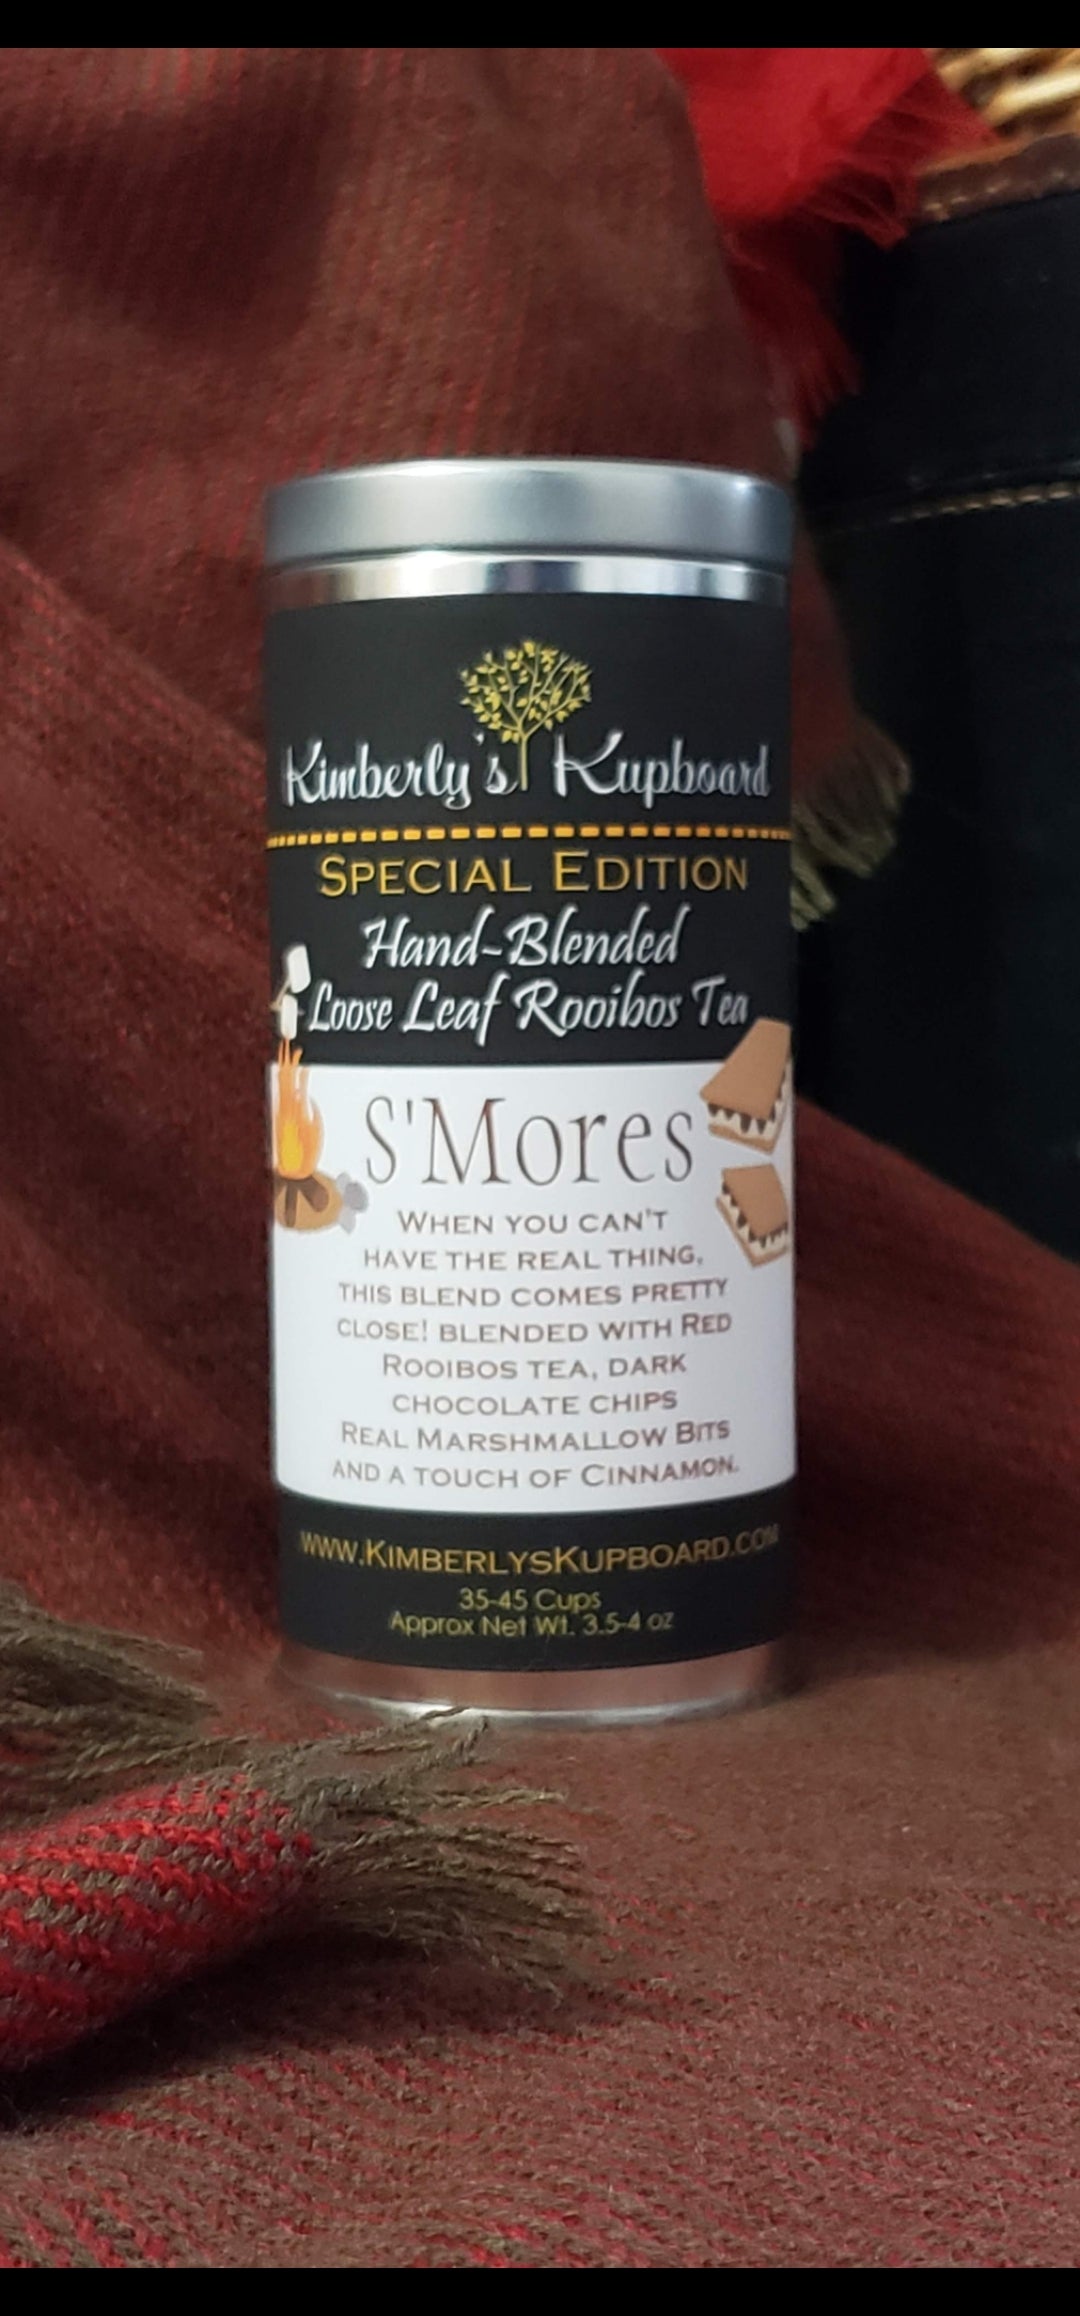 Kimberly's Kupboard
SPECIAL EDITION
Hand-Blended
Loose Leaf Rooibos Tea
S'Mores
WHEN YOU CAN'T
HAVE THE REAL THING,
THIS BLEND COMES PRETTY
CLOSE! BLENDED WITH RED
ROOIBOS TEA, DARK
CHOCOLATE CHIPS
REAL MARSHMALLOW BITS
AND A TOUCH OF CINNAMON.
WWW.KIMBERLYSKUPBOARD.COM
35-45 Cups
Approx Net Wt. 3.5-4 oz